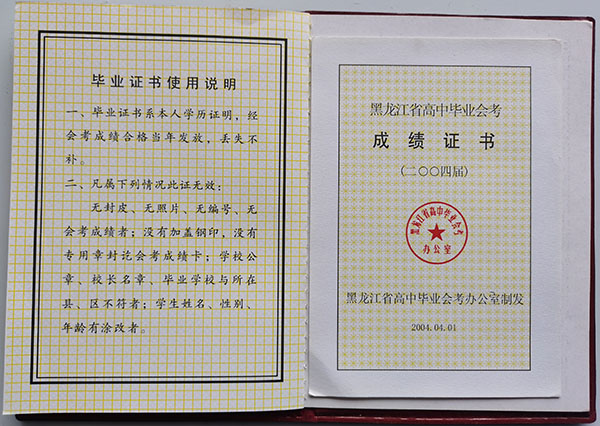 毕业证书使用说明
一、毕业证书系本人学历证明，经
会考成绩合格当年发放，丢失不
补。
二、凡属下列情况此证无效：
无封皮、无照片、无编号、无
会考成绩者；没有加盖钢印，没有
专用章封讫会考成绩卡；学校公
章、校长名章、毕业学校与所在
县、区不符者；学生姓名、性别、
年龄有涂改者。
黑龙江省高中毕业会考
成绩证书
(二〇〇四届)
黑龙江省高中毕业会考
办公室
黑龙江省高中毕业会考办公室制发
2004.04.01